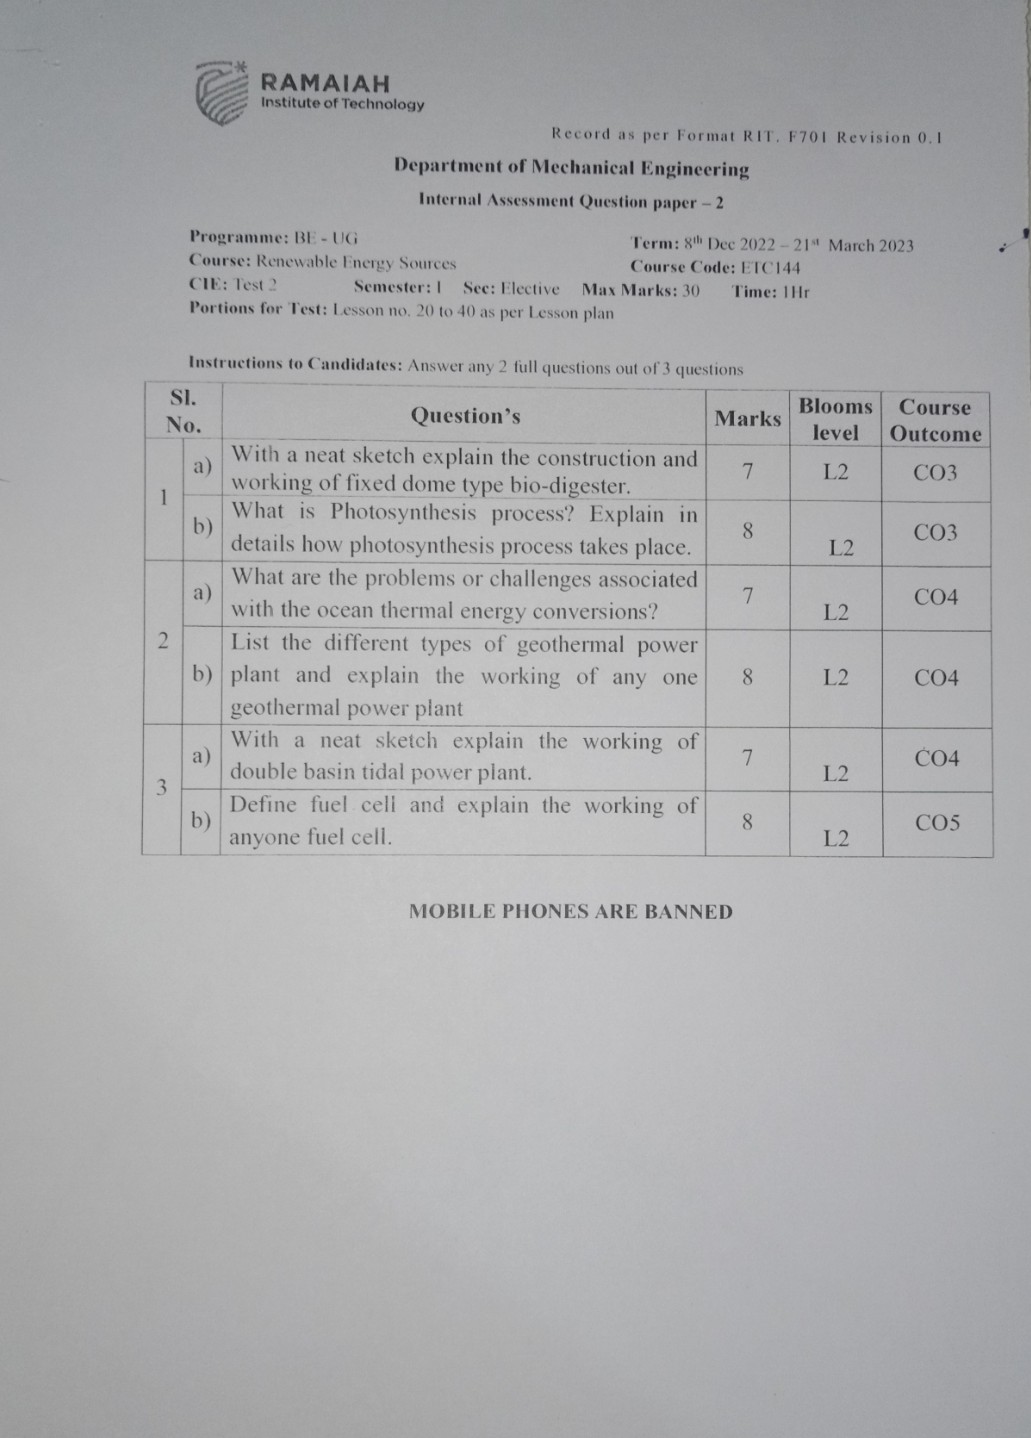 RAMAIAH
Institute of Technology
Record as per Format RIT. F701 Revision 0.1
Department of Mechanical Engineering
Internal Assessment Question paper – 2
Programme: BE - UG
Term: 8th Dec 2022 – 21st March 2023
Course: Renewable Energy Sources
Course Code: ETC144
CIE: Test 2 Semester: I Sec: Elective Max Marks: 30 Time: 1Hr
Portions for Test: Lesson no. 20 to 40 as per Lesson plan
Instructions to Candidates: Answer any 2 full questions out of 3 questions
Sl. No. Question's Marks Blooms level Course Outcome
1 a) With a neat sketch explain the construction and
working of fixed dome type bio-digester. 7 L2 CO3
b) What is Photosynthesis process? Explain in
details how photosynthesis process takes place. 8 L2 CO3
2 a) What are the problems or challenges associated
with the ocean thermal energy conversions? 7 L2 CO4
b) List the different types of geothermal power
plant and explain the working of any one
geothermal power plant 8 L2 CO4
3 a) With a neat sketch explain the working of
double basin tidal power plant. 7 L2 CO4
b) Define fuel cell and explain the working of
anyone fuel cell. 8 L2 CO5
MOBILE PHONES ARE BANNED